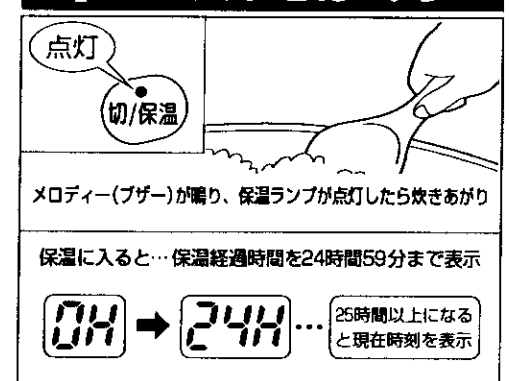 点灯
切/保温
メロディー(ブザー)が鳴り、保温ランプが点灯したら炊きあがり
保温に入ると…保温経過時間を24時間59分まで表示
0H ➡ 24H … 25時間以上になる
と現在時刻を表示